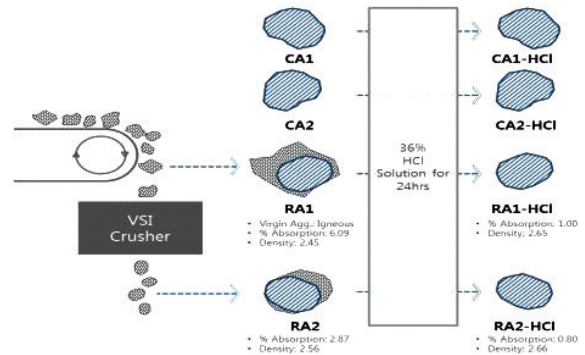 CA1
CA1-HCl
CA2
CA2-HCl
36%
HCl
Solution for
24hrs
RA1
• Virgin Agg.: Igneous
• % Absorption: 6.09
• Density: 2.45
RA1-HCl
• % Absorption: 1.00
• Density: 2.65
VSI
Crusher
RA2
• % Absorption: 2.87
• Density: 2.56
RA2-HCl
• % Absorption: 0.80
• Density: 2.66